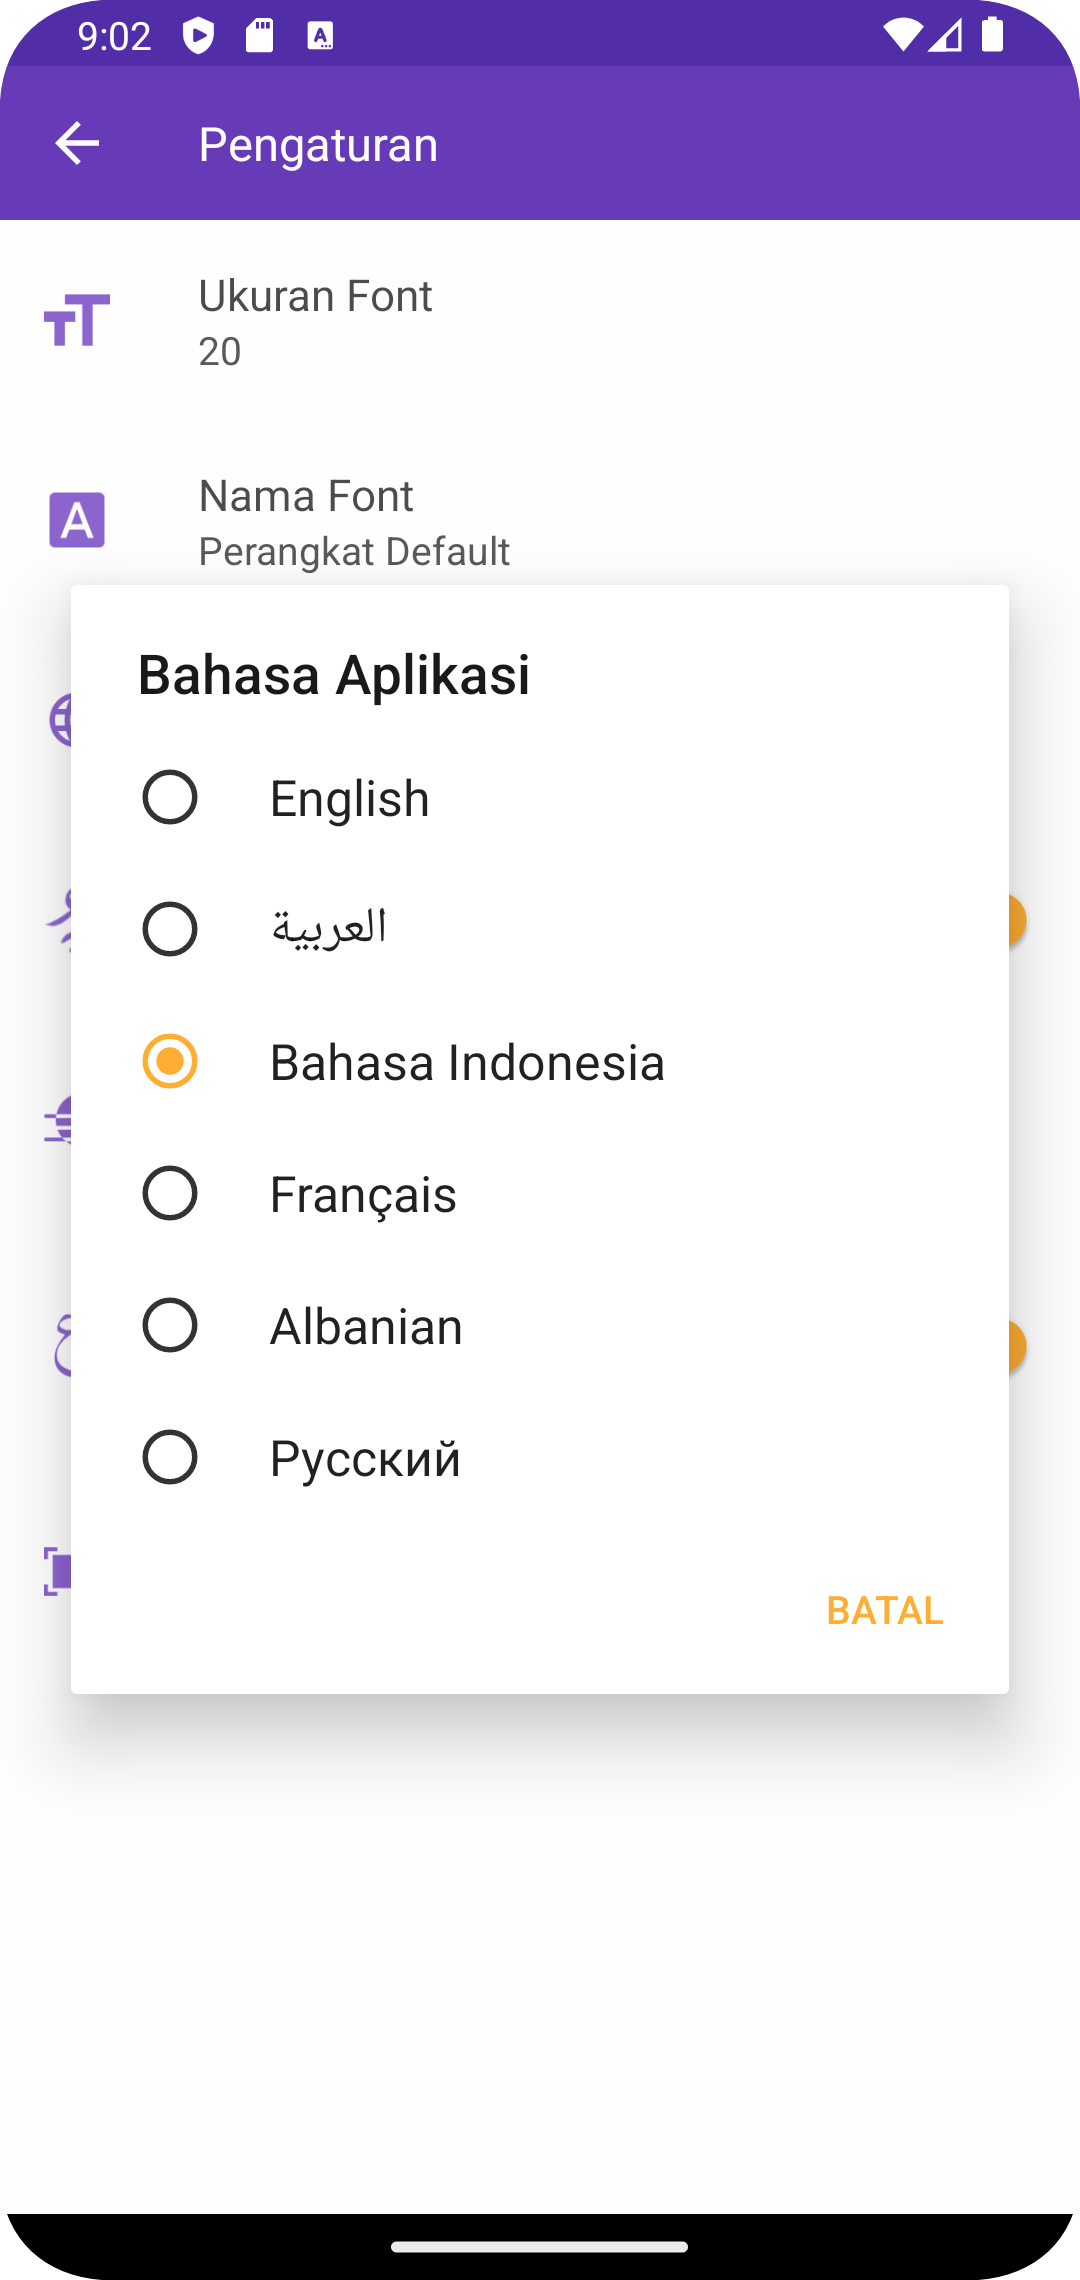 9:02
Pengaturan
Ukuran Font
20
Nama Font
Perangkat Default
Bahasa Aplikasi
English
العربية
Bahasa Indonesia
Français
Albanian
Русский
BATAL